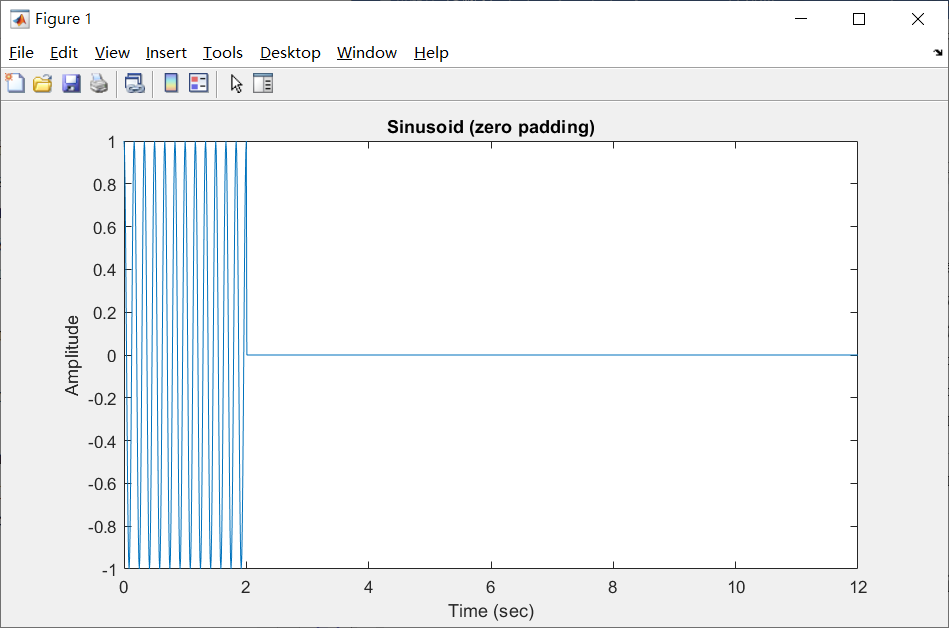 Figure 1
File Edit View Insert Tools Desktop Window Help
Sinusoid (zero padding)
1
0.8
0.6
0.4
0.2
0
-0.2
-0.4
-0.6
-0.8
-1
Amplitude
0 2 4 6 8 10 12
Time (sec)